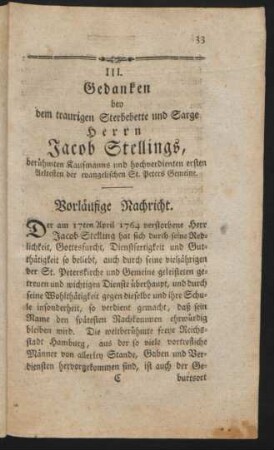 33
III.
Gedanken
bey
dem traurigen Sterbebette und Sarge
Herrn
Jacob Stellings,
berühmten Kaufmanns und hochverdienten ersten
Aeltesten der evangelischen St. Peters Gemeine.
Vorläufige Nachricht.
Der am 17ten April 1764 verstorbene Herr
Jacob Stelling hat sich durch seine Red-
lichkeit, Gottesfurcht, Dienstfertigkeit und Gut-
thätigkeit so beliebt, auch durch seine vieljährigen
der St. Peterskirche und Gemeine geleisteten ge-
treuen und wichtigen Dienste überhaupt, und durch
seine Wohlthätigkeit gegen dieselbe und ihre Schu-
le insonderheit, so verdient gemacht, daß sein
Name den spätesten Nachkommen ehrwürdig
bleiben wird. Die weltberühmte freye Reichs-
stadt Hamburg, aus der so viele vortrefliche
Männer von allerley Stande, Gaben und Ver-
diensten hervorgekommen sind, ist auch der Ge-
C burtsort